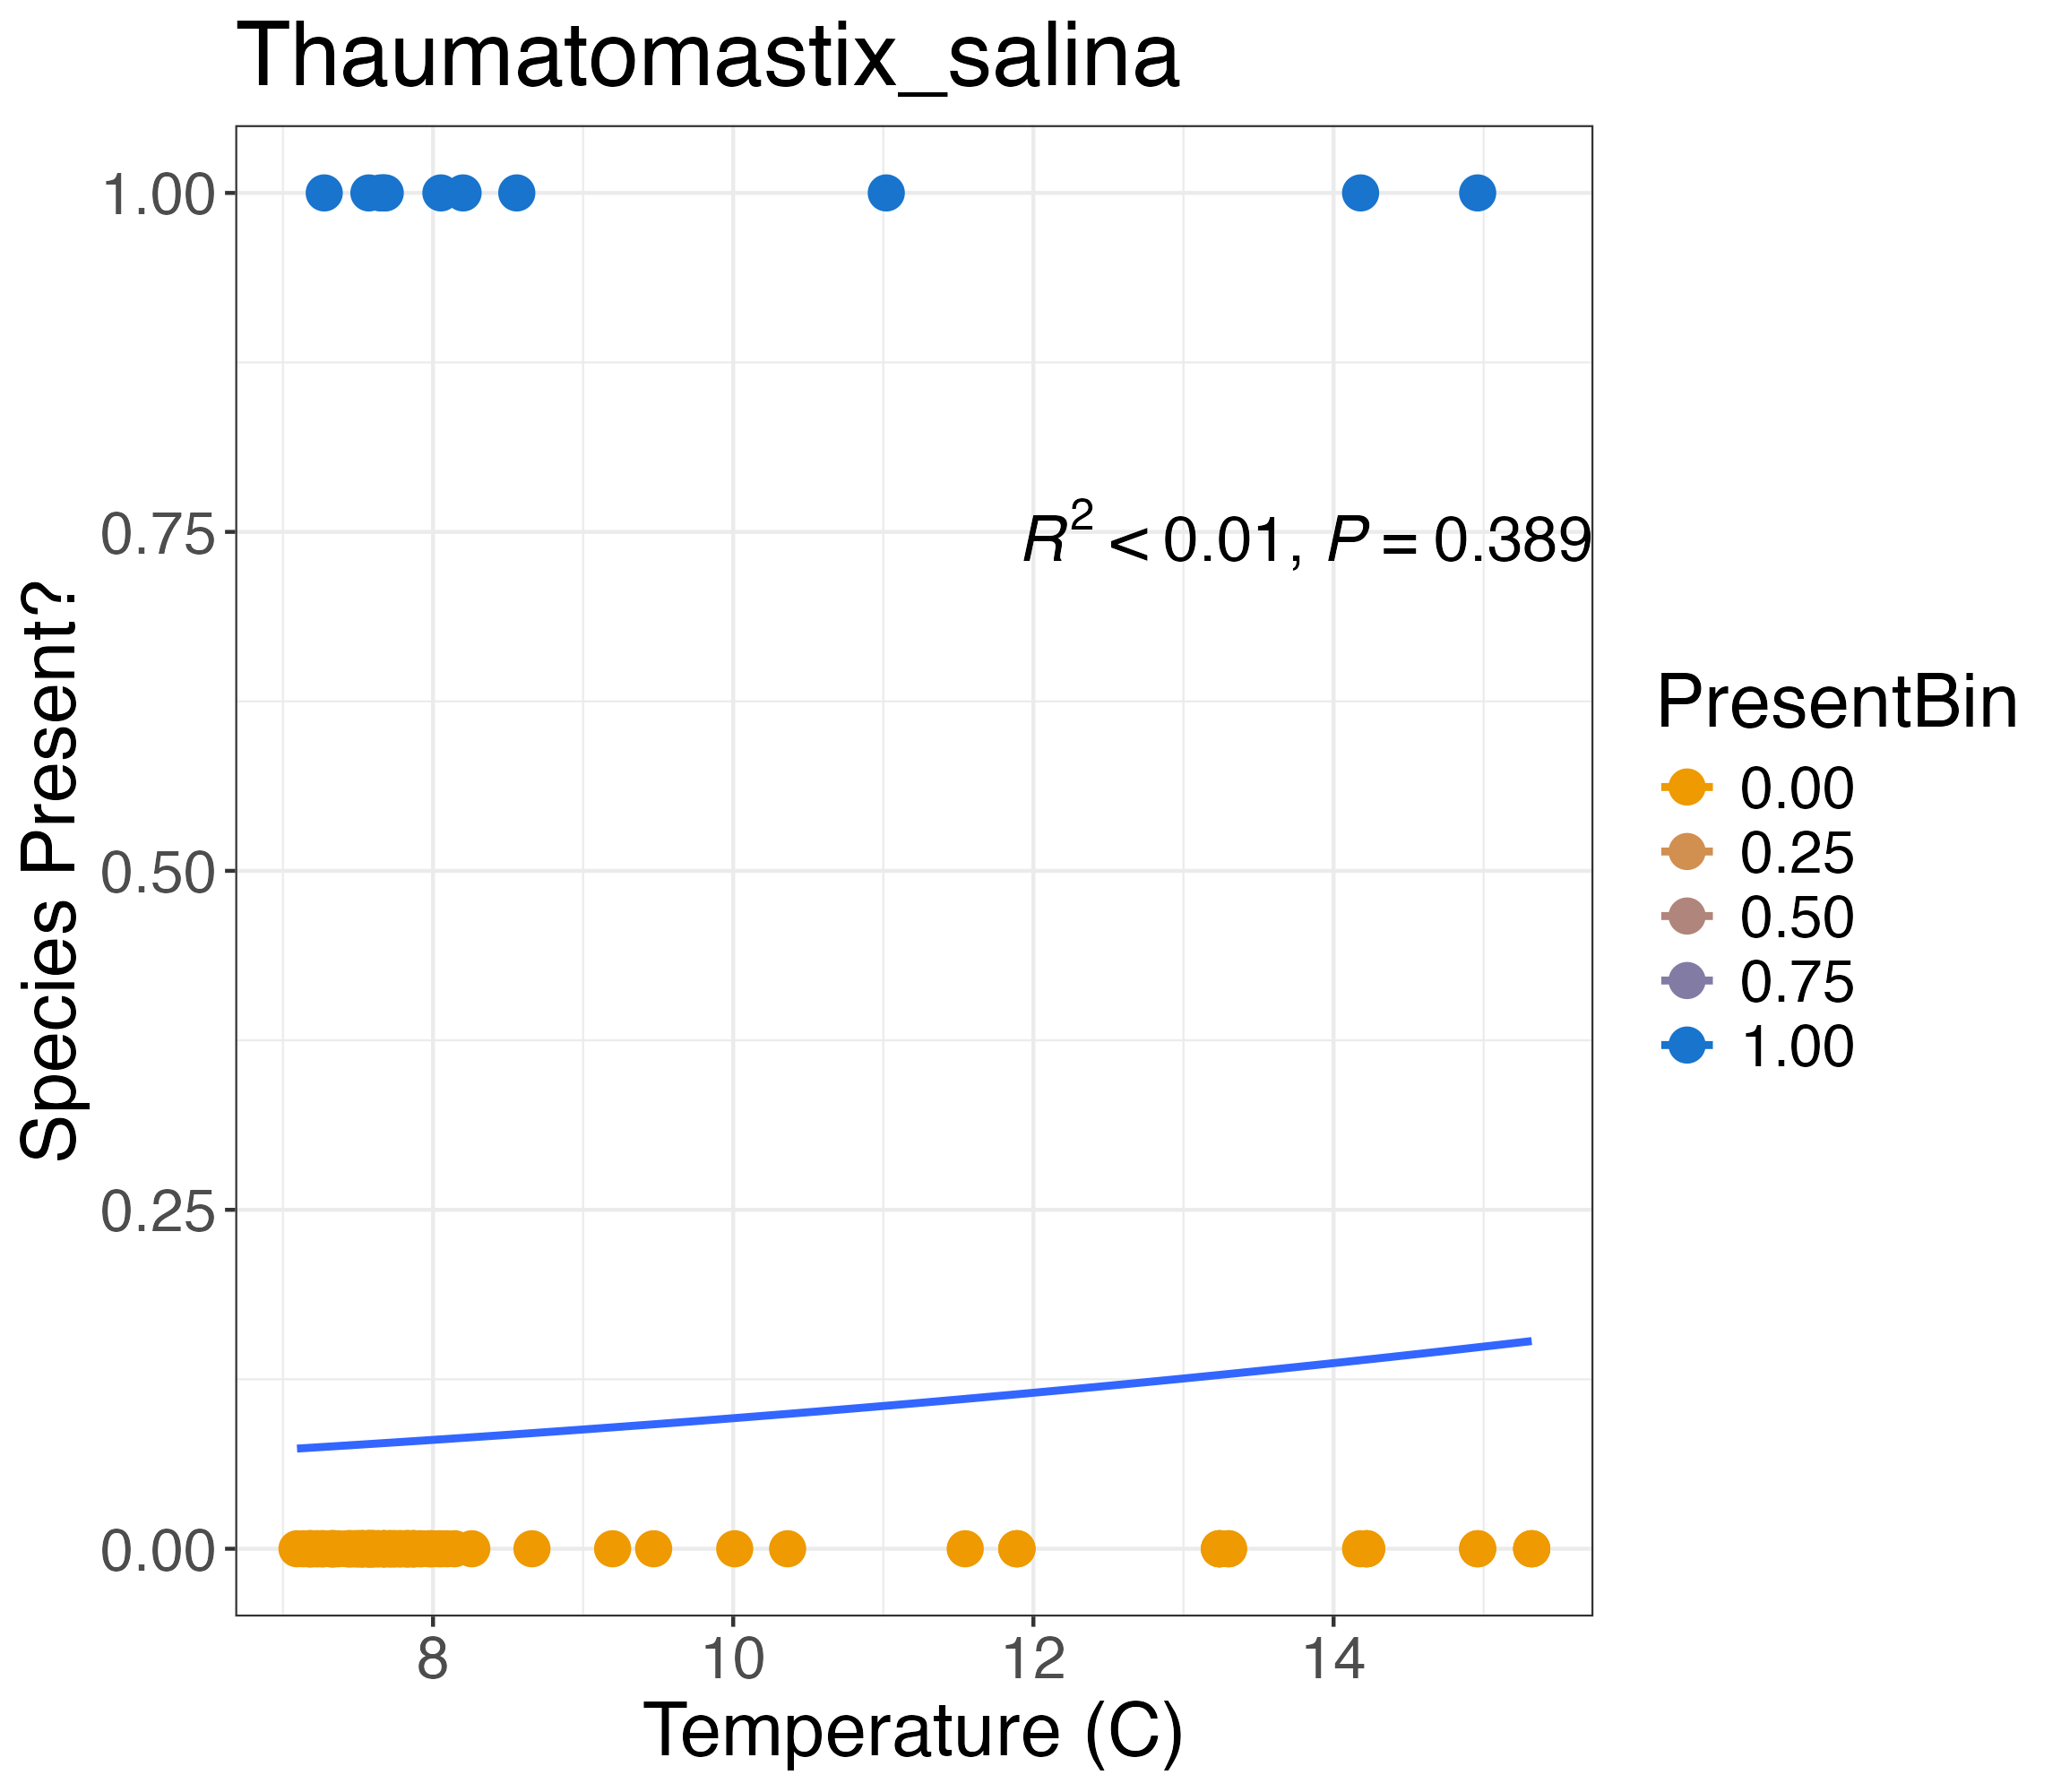 Thaumatomastix_salina
1.00
0.75
0.50
0.25
0.00
Species Present?
R² < 0.01, P = 0.389
8 10 12 14
Temperature (C)
PresentBin
0.00
0.25
0.50
0.75
1.00